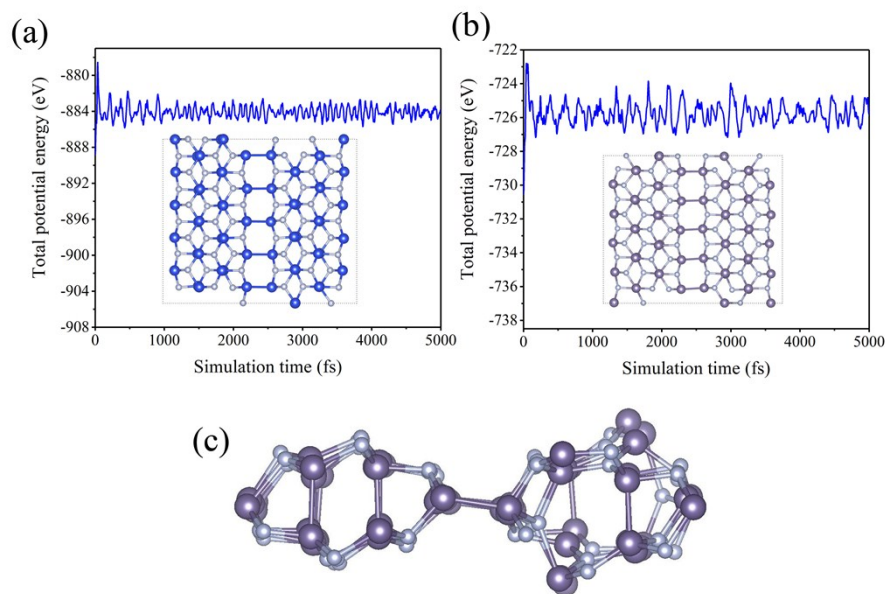 (a)
-880
-884
-888
-892
-896
-900
-904
-908
Total potential energy (eV)
0 1000 2000 3000 4000 5000
Simulation time (fs)
(b)
-722
-724
-726
-728
-730
-732
-734
-736
-738
Total potential energy (eV)
0 1000 2000 3000 4000 5000
Simulation time (fs)
(c)